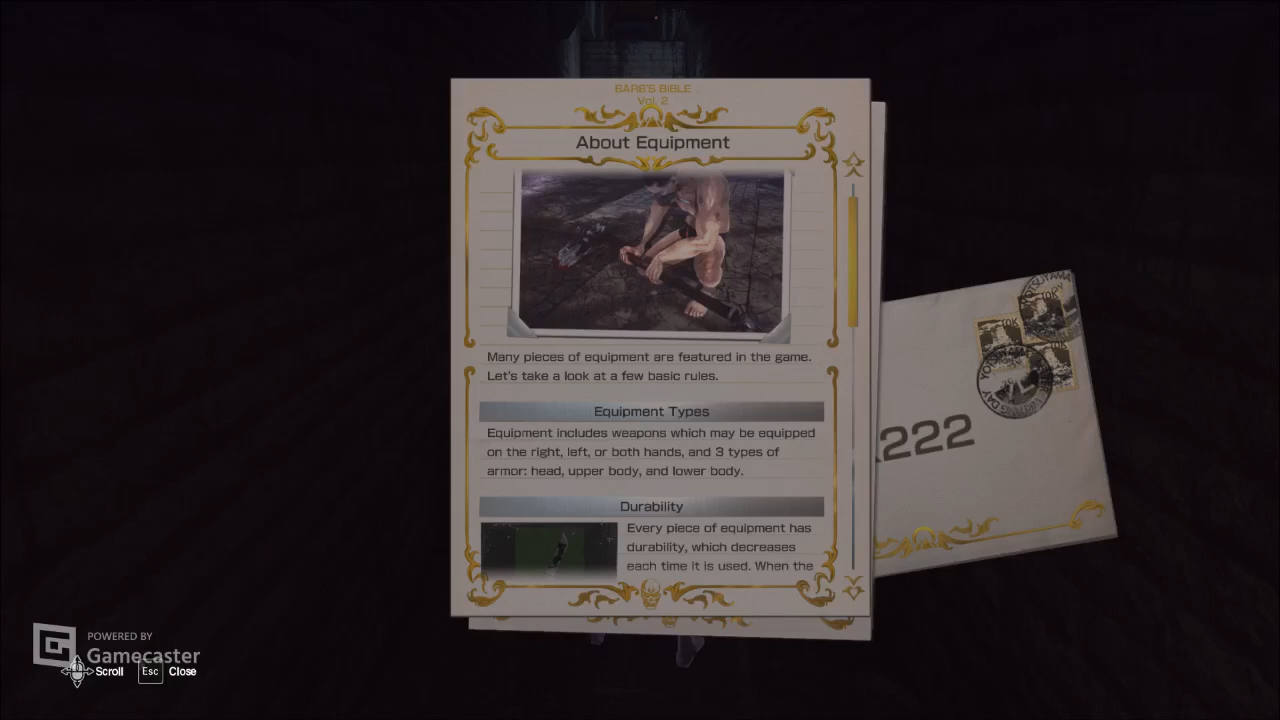 BARB'S BIBLE
Vol. 2
About Equipment
Many pieces of equipment are featured in the game.
Let's take a look at a few basic rules.
Equipment Types
Equipment includes weapons which may be equipped
on the right, left, or both hands, and 3 types of
armor: head, upper body, and lower body.
Durability
Every piece of equipment has
durability, which decreases
each time it is used. When the
222
POWERED BY
Gamecaster
Scroll
Esc
Close